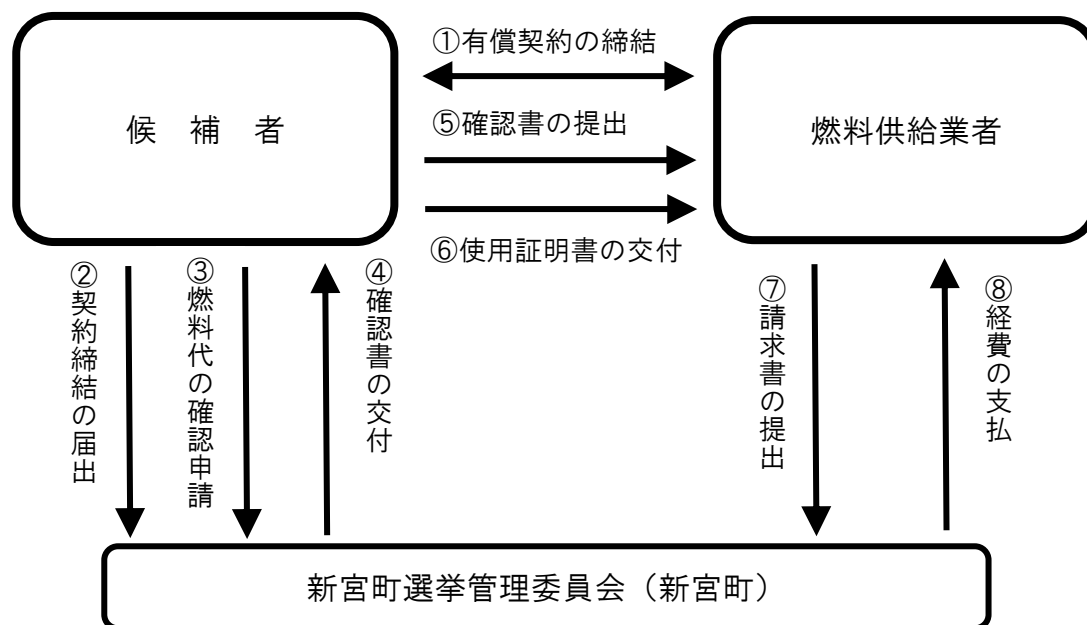 ①有償契約の締結
候　補　者
⑤確認書の提出
燃料供給業者
⑥使用証明書の交付
②契約締結の届出
③燃料代の確認申請
④確認書の交付
⑦請求書の提出
⑧経費の支払
新宮町選挙管理委員会（新宮町）